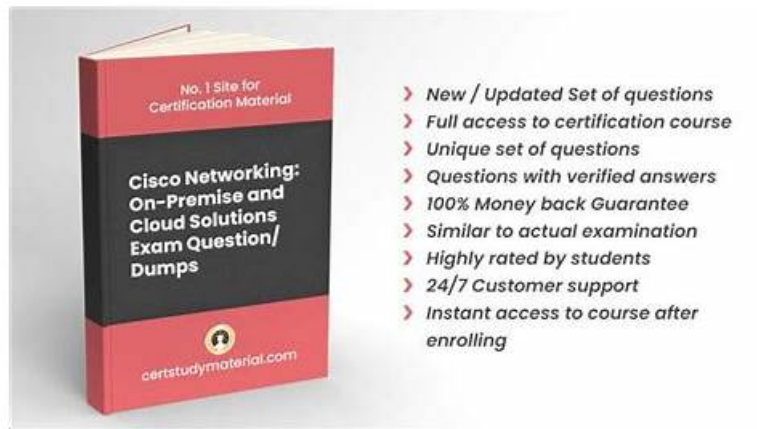 No. 1 Site for
Certification Material
Cisco Networking:
On-Premise and
Cloud Solutions
Exam Question/
Dumps
certstudymaterial.com
New / Updated Set of questions
Full access to certification course
Unique set of questions
Questions with verified answers
100% Money back Guarantee
Similar to actual examination
Highly rated by students
24/7 Customer support
Instant access to course after
enrolling